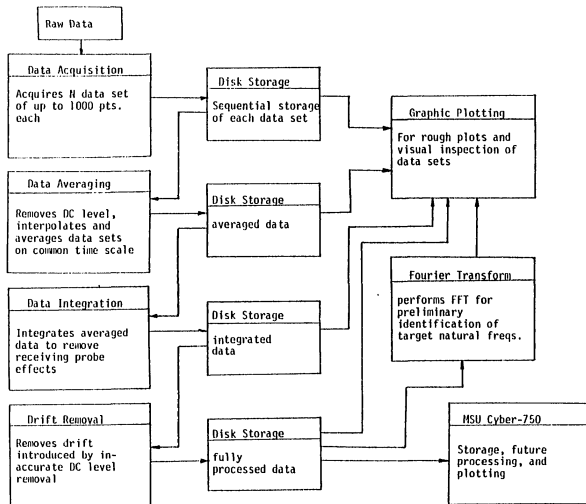 Raw Data
Data Acquisition
Acquires N data set
of up to 1000 pts.
each
Disk Storage
Sequential storage
of each data set
Graphic Plotting
For rough plots and
visual inspection of
data sets
Data Averaging
Removes DC level,
interpolates and
averages data sets
on common time scale
Disk Storage
averaged data
Fourier Transform
performs FFT for
preliminary
identification of
target natural freqs.
Data Integration
Integrates averaged
data to remove
receiving probe
effects
Disk Storage
integrated
data
Drift Removal
Removes drift
introduced by in-
accurate DC level
removal
Disk Storage
fully
processed data
MSU Cyber-750
Storage, future
processing, and
plotting